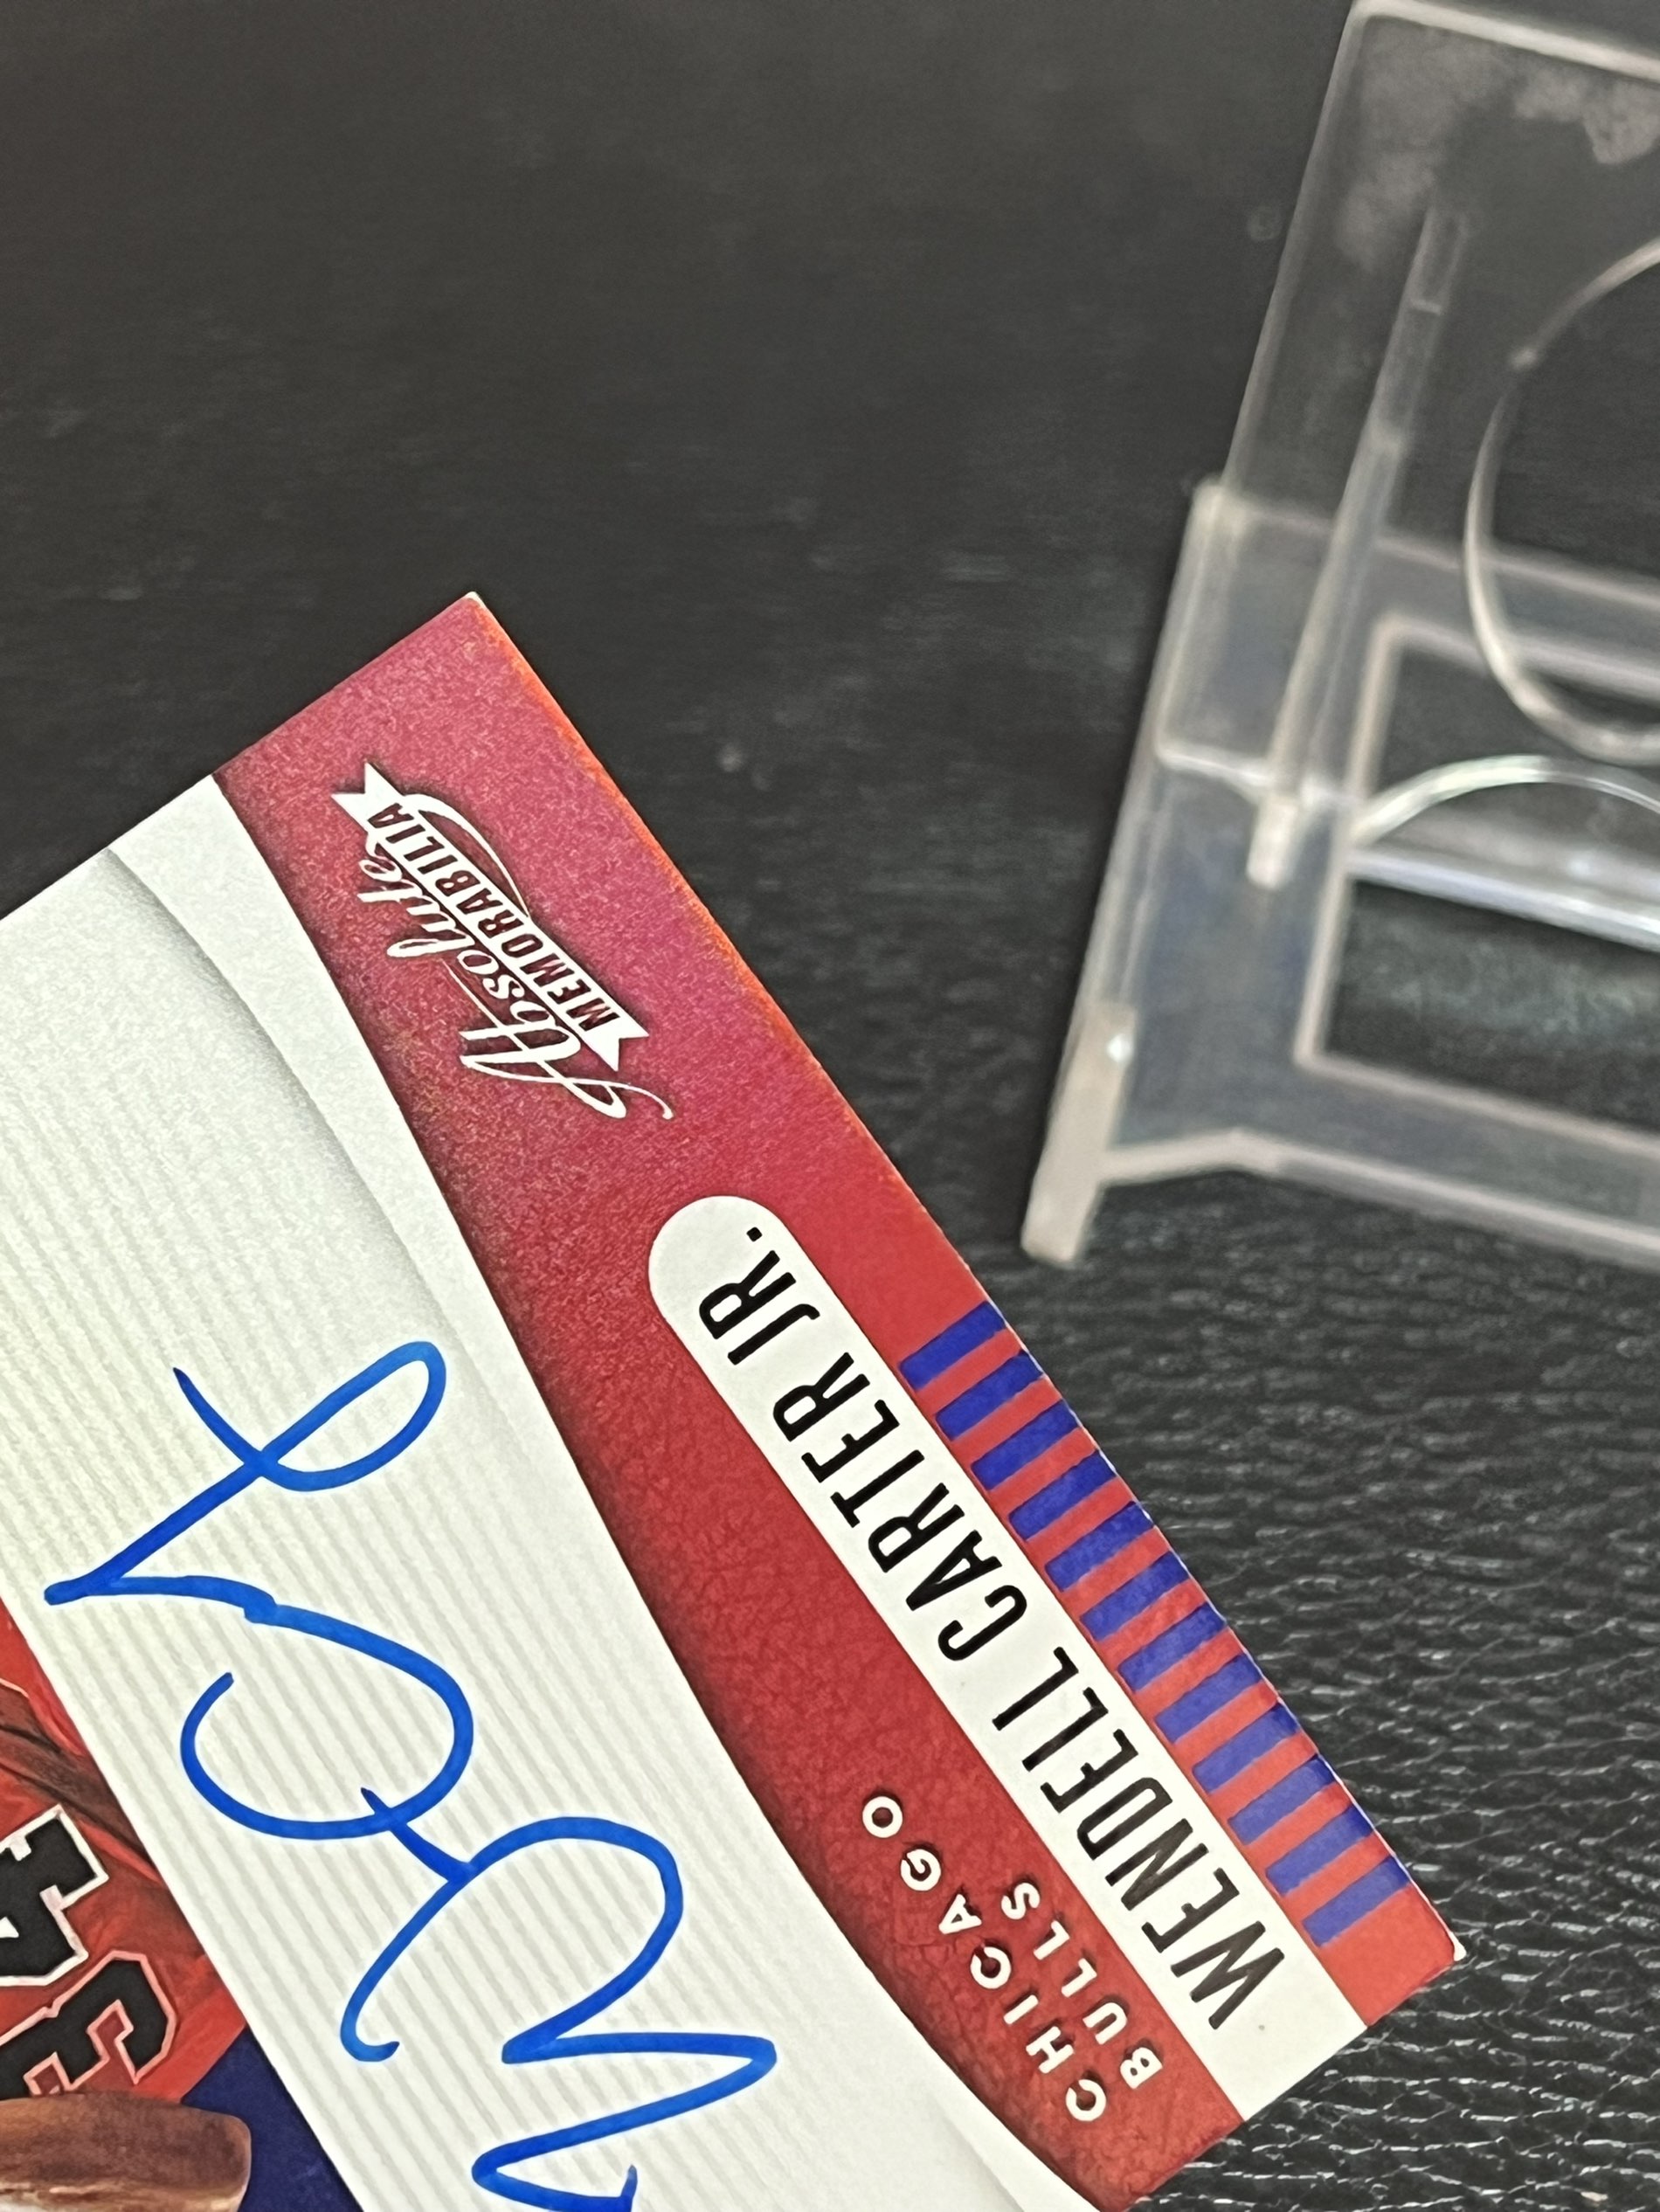 Absolute
MEMORABILIA
WENDELL CARTER JR.
CHICAGO
BULLS